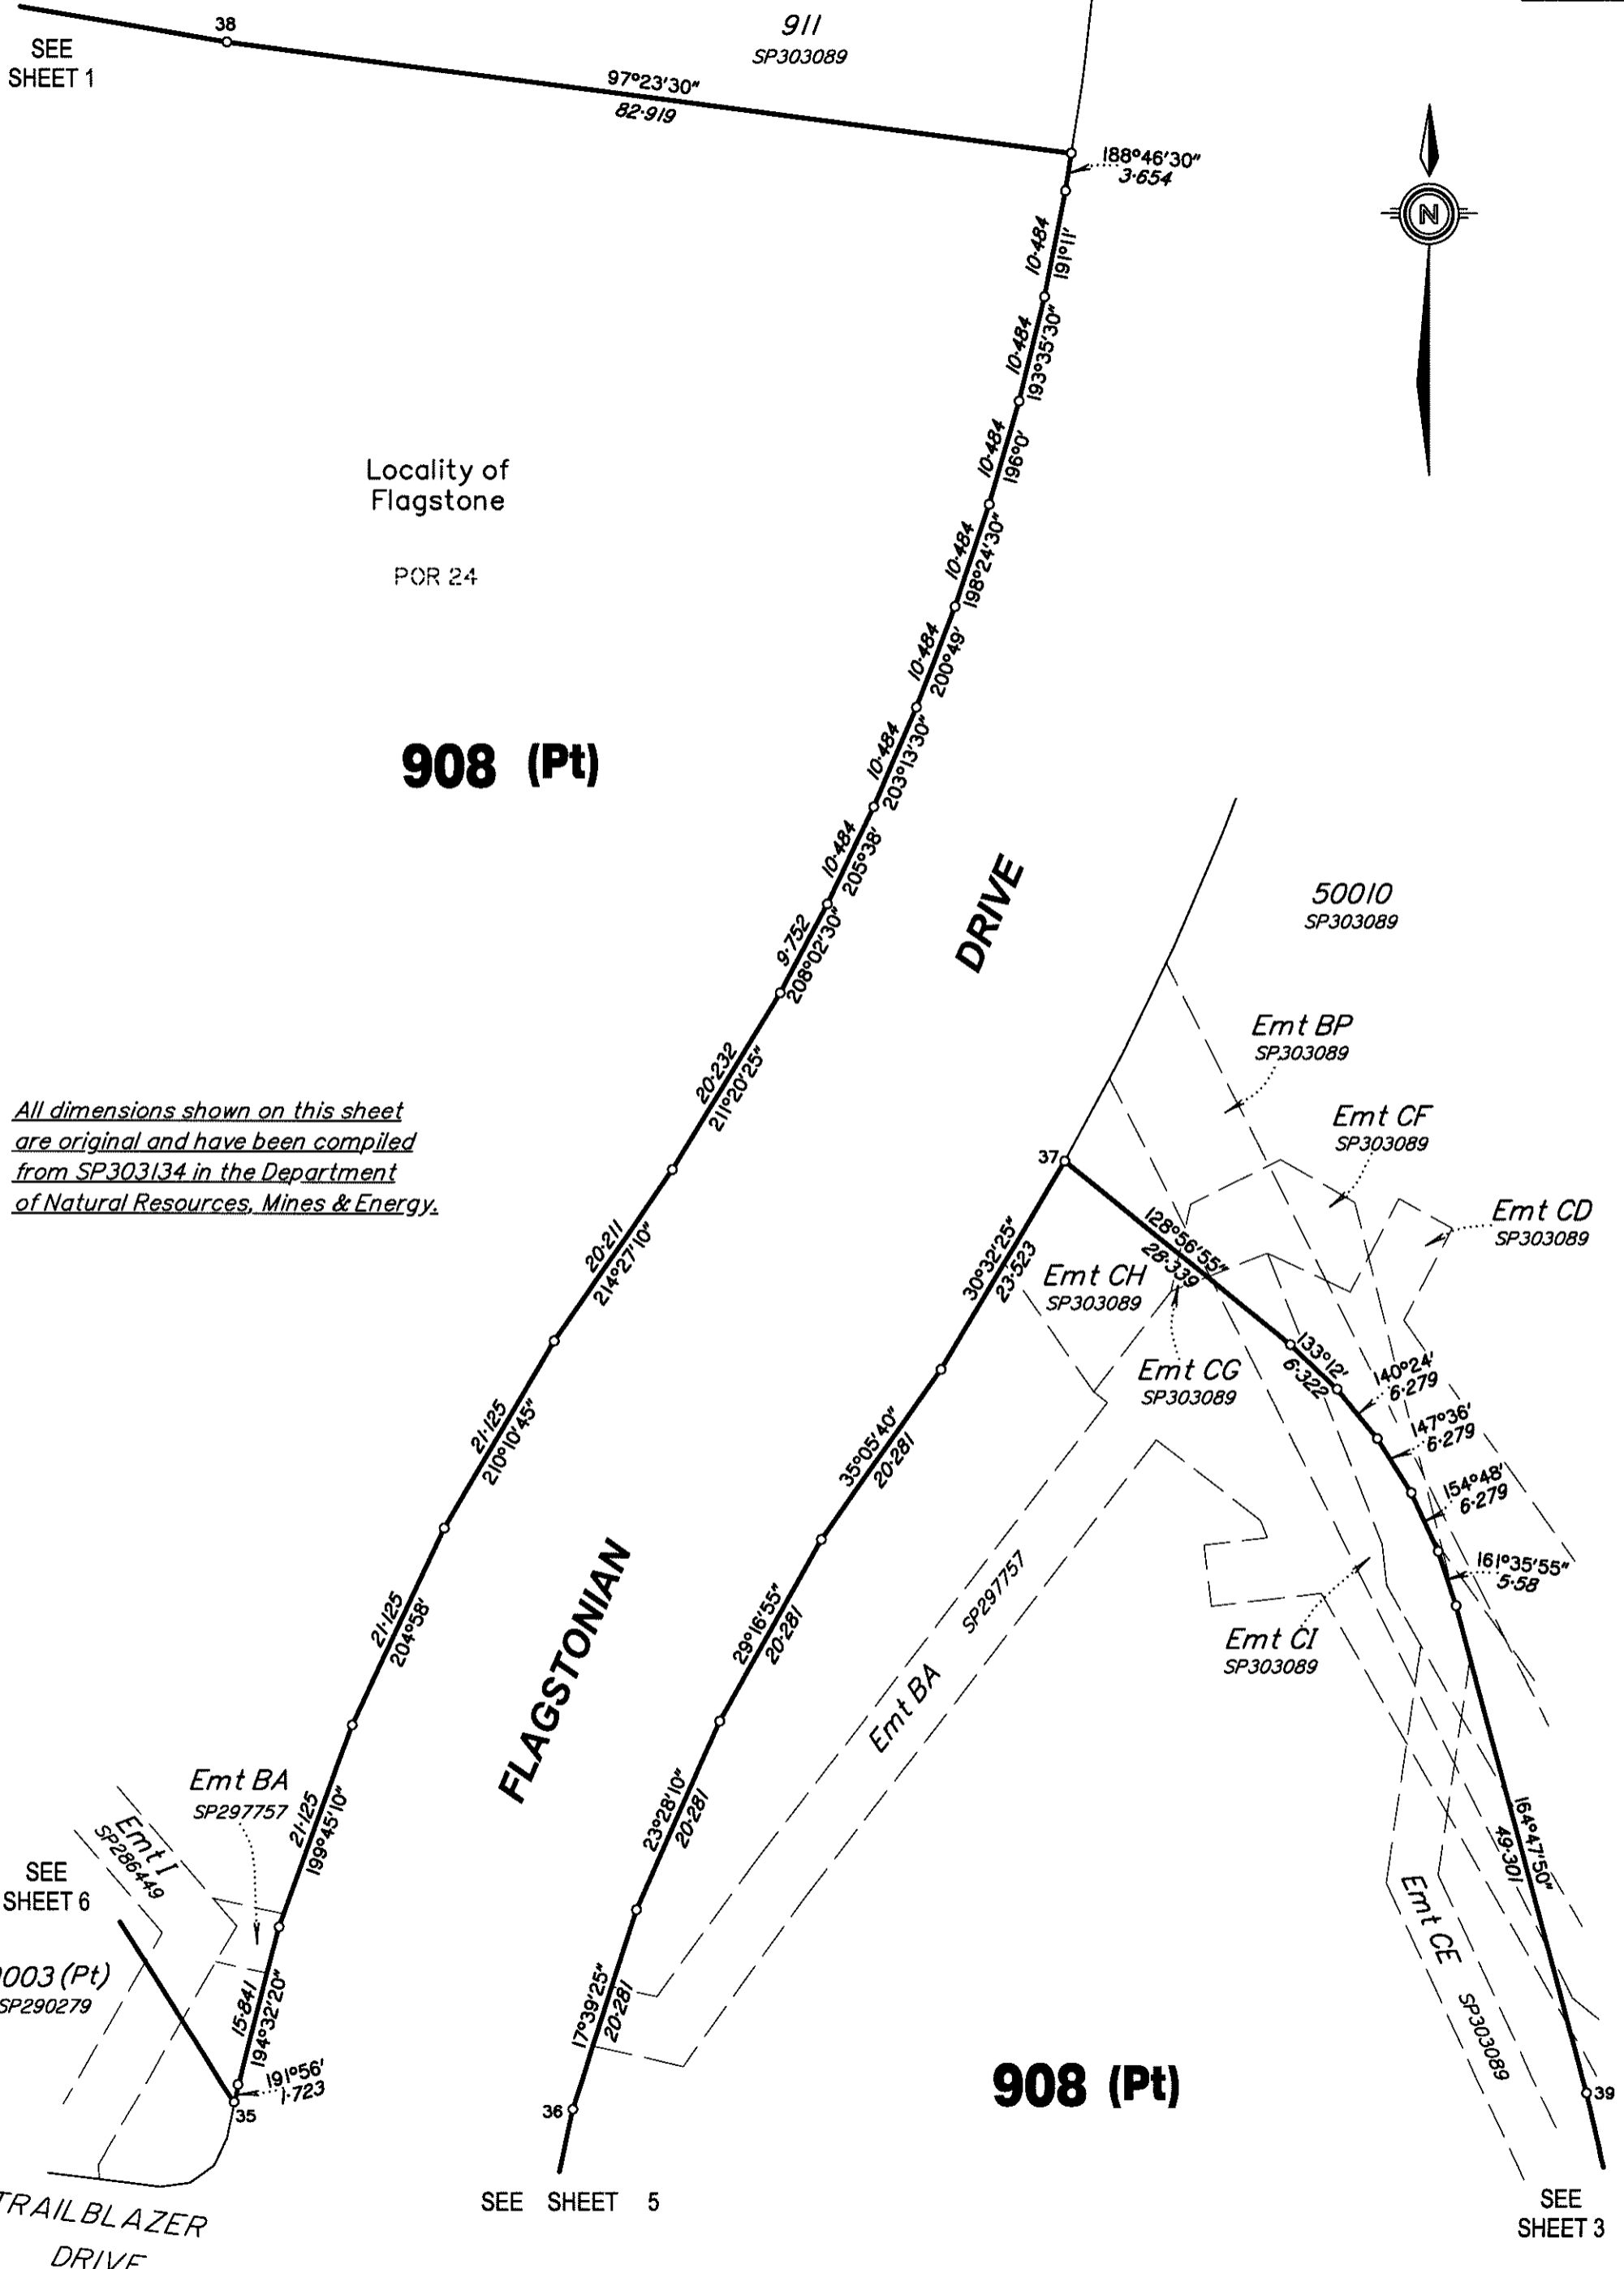 38
SEE
SHEET 1
911
SP303089
97°23'30"
82·919
188°46'30"
3·654
N
10·484
191°11'
10·484
193°35'30"
10·484
196°0'
10·484
198°24'30"
10·484
200°49'
10·484
203°13'30"
10·484
205°38'
9·752
208°02'30"
20·232
211°20'25"
20·211
214°27'10"
21·125
210°10'45"
21·125
204°58'
21·125
199°45'10"
15·841
194°32'20"
191°56'
1·723
35
Locality of
Flagstone
POR 24
908 (Pt)
DRIVE
FLAGSTONIAN
50010
SP303089
Emt BP
SP303089
Emt CF
SP303089
Emt CD
SP303089
All dimensions shown on this sheet
are original and have been compiled
from SP303134 in the Department
of Natural Resources, Mines & Energy.
37
128°56'55"
28·339
30°32'25"
23·523
Emt CH
SP303089
Emt CG
SP303089
133°12'
6·322
140°24'
6·279
147°36'
6·279
154°48'
6·279
161°35'55"
5·58
35°05'40"
20·281
29°16'55"
20·281
23°28'10"
20·281
17°39'25"
20·281
36
Emt BA
SP297757
Emt CI
SP303089
164°47'50"
49·301
Emt CE
SP303089
39
Emt BA
SP297757
Emt I
SP286449
SEE
SHEET 6
003 (Pt)
SP290279
908 (Pt)
SEE SHEET 5
SEE
SHEET 3
TRAILBLAZER
DRIVE